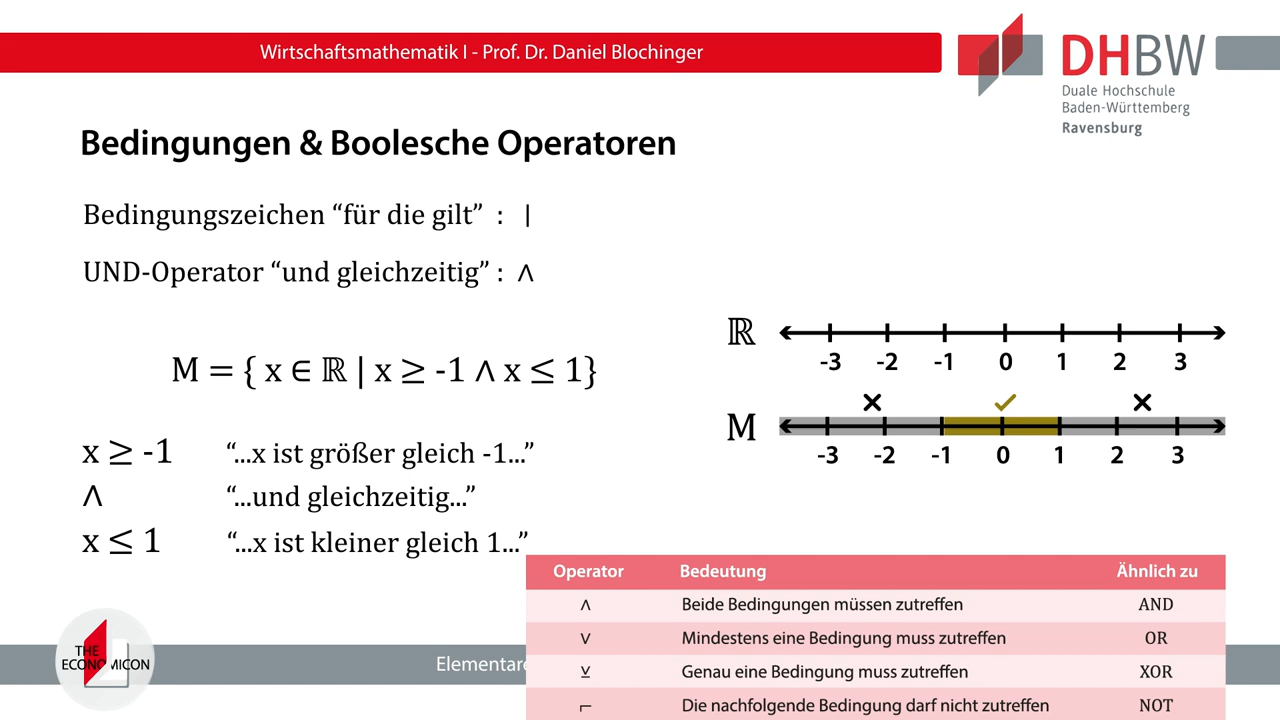 Wirtschaftsmathematik I - Prof. Dr. Daniel Blochinger
DHBW
Duale Hochschule
Baden-Württemberg
Ravensburg
Bedingungen & Boolesche Operatoren
Bedingungszeichen “für die gilt” : |
UND-Operator “und gleichzeitig” : ∧
M = { x ∈ ℝ | x ≥ -1 ∧ x ≤ 1}
x ≥ -1 “...x ist größer gleich -1...”
∧ “...und gleichzeitig...”
x ≤ 1 “...x ist kleiner gleich 1...”
ℝ
-3 -2 -1 0 1 2 3
M
-3 -2 -1 0 1 2 3
Operator Bedeutung Ähnlich zu
∧ Beide Bedingungen müssen zutreffen AND
∨ Mindestens eine Bedingung muss zutreffen OR
⊻ Genau eine Bedingung muss zutreffen XOR
⌐ Die nachfolgende Bedingung darf nicht zutreffen NOT
THE
ECONOMICON
Elementare